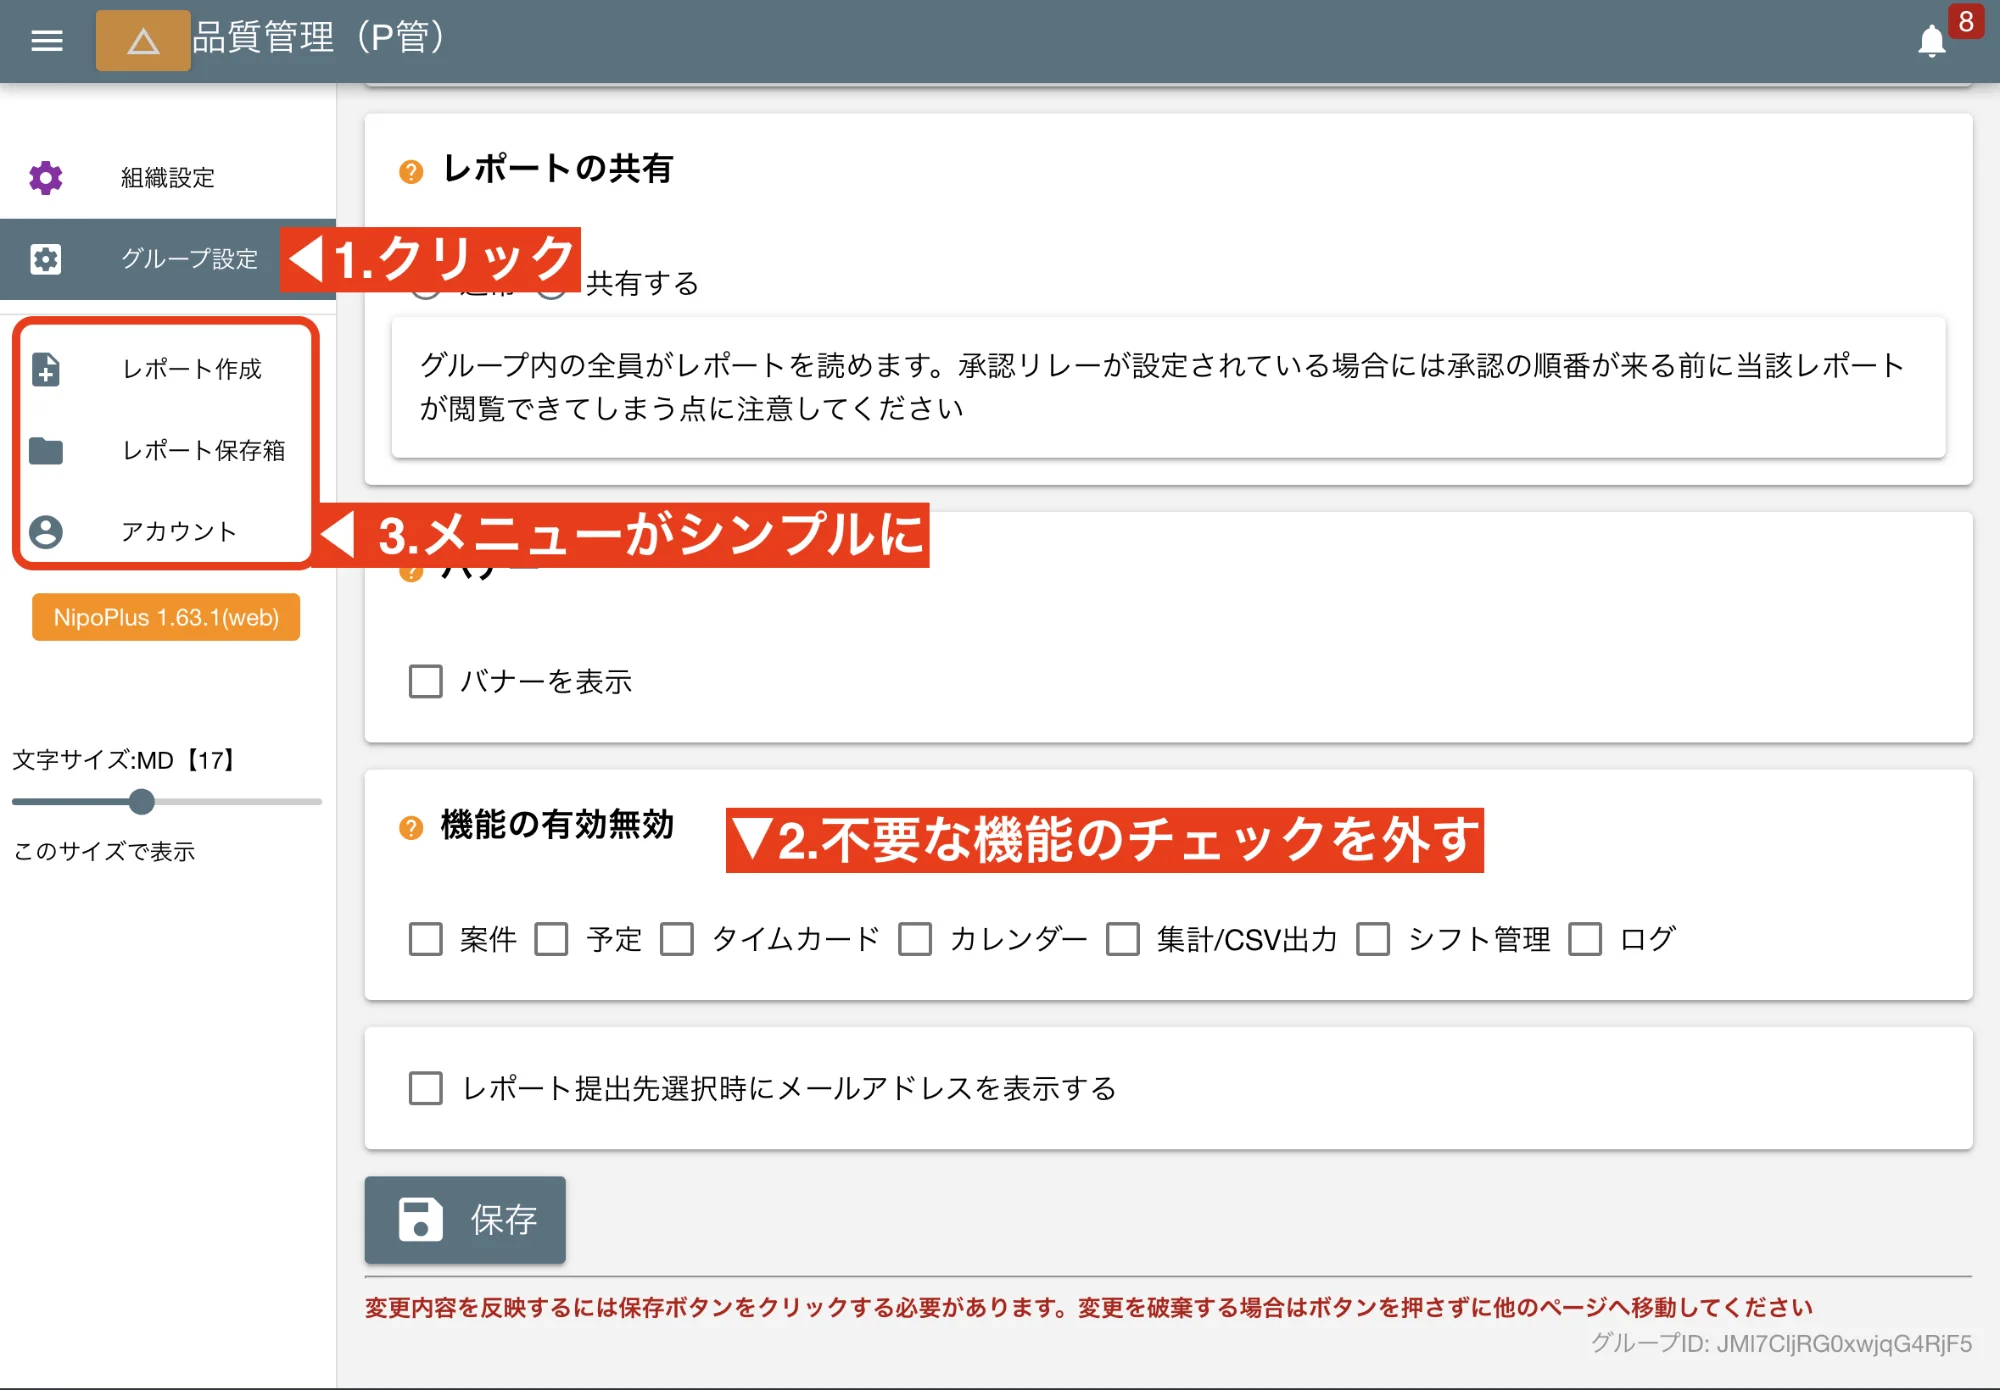 品質管理（P管）
8
組織設定
グループ設定
◀1.クリック
レポート作成
レポート保存箱
アカウント
◀ 3.メニューがシンプルに
NipoPlus 1.63.1(web)
文字サイズ:MD【17】
このサイズで表示
レポートの共有
共有する
グループ内の全員がレポートを読めます。承認リレーが設定されている場合には承認の順番が来る前に当該レポート
が閲覧できてしまう点に注意してください
バナーを表示
機能の有効無効
▼2.不要な機能のチェックを外す
案件 予定 タイムカード カレンダー 集計/CSV出力 シフト管理 ログ
レポート提出先選択時にメールアドレスを表示する
保存
変更内容を反映するには保存ボタンをクリックする必要があります。変更を破棄する場合はボタンを押さずに他のページへ移動してください